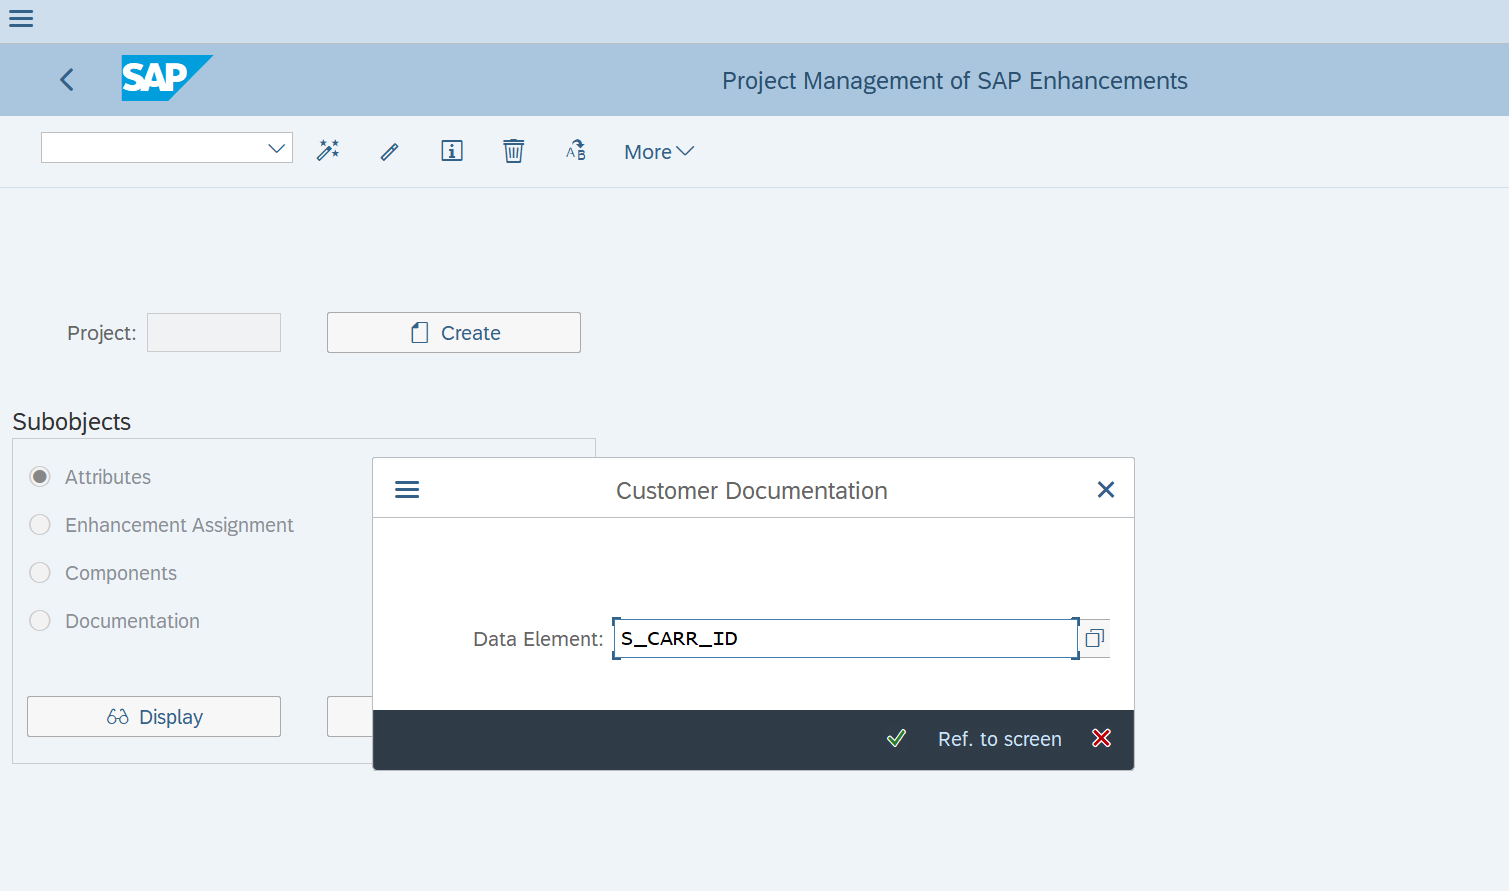 SAP
Project Management of SAP Enhancements
More
Project:
Create
Subobjects
Attributes
Enhancement Assignment
Components
Documentation
Display
Customer Documentation
Data Element: S_CARR_ID
Ref. to screen